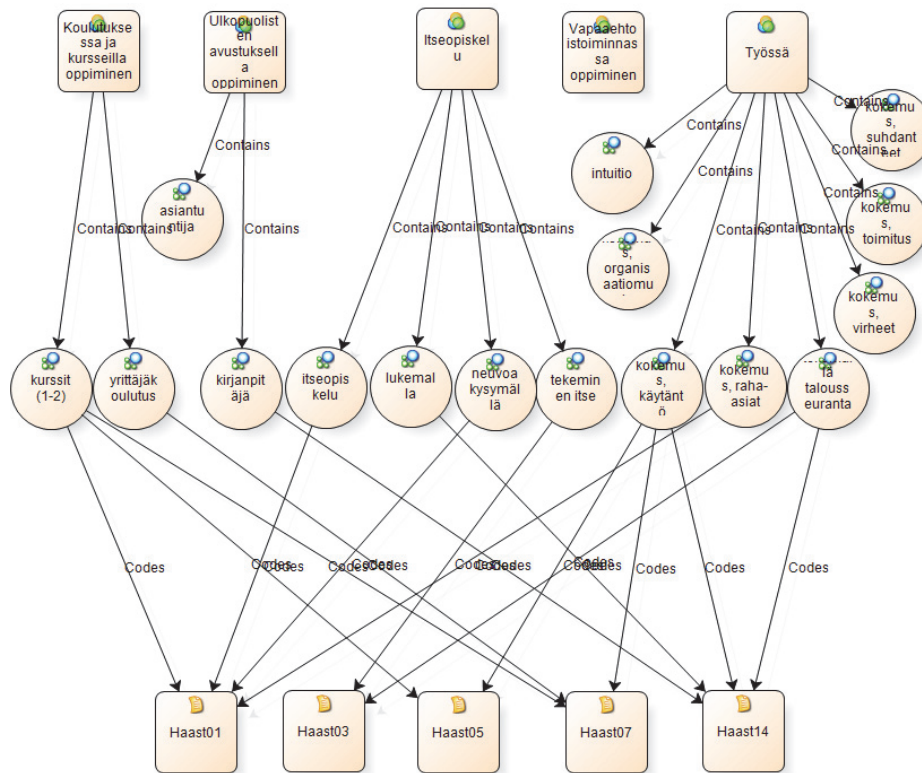 Koulutukse
ssa ja
kursseilla
oppiminen
Ulkopuolist
en
avustuksell
a
oppiminen
Itseopiskel
u
Vapaaehto
istoiminnas
sa
oppiminen
Työssä
Contains
kokemu
s,
suhdant
eet
Contains
Contains
intuitio
Contains
Contains
asiantu
ntija
Contains
kokemu
s,
toimitus
Contains
Contains
Contains
Contains
Contains
Contains
Contains
Contains
Contains
s,
organis
aatiomu
kokemu
s,
virheet
kurssit
(1-2)
yrittäjäk
oulutus
kirjanpit
äjä
itseopis
kelu
lukemall
a
neuvoa
kysymäl
lä
tekemin
en itse
kokemu
s,
käytänt
ö
kokemu
s, raha-
asiat
talouss
euranta
Codes
Codes
Codes
Codes
Codes
Codes
Codes
Codes
Codes
Codes
Codes
Codes
Haast01
Haast03
Haast05
Haast07
Haast14